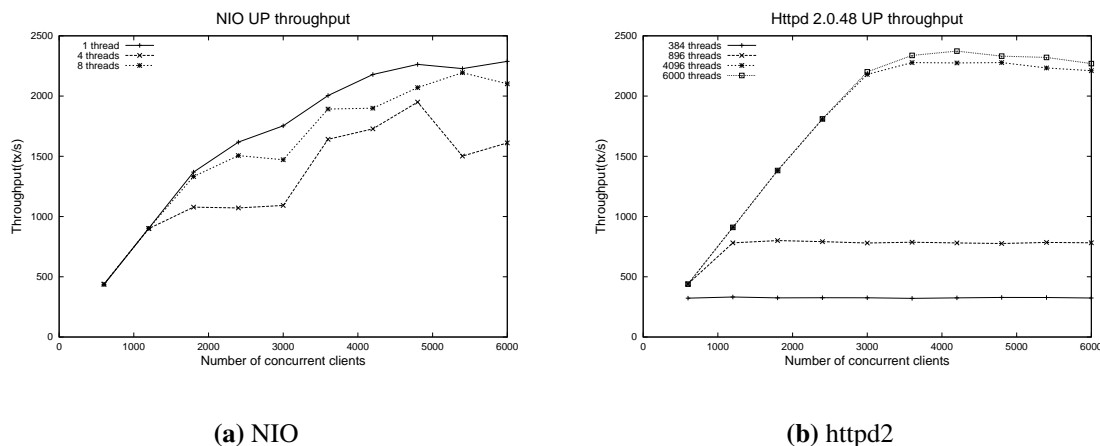 NIO UP throughput
2500
2000
1500
1000
500
0
0 1000 2000 3000 4000 5000 6000
Throughput(tx/s)
Number of concurrent clients
1 thread
4 threads
8 threads
(a) NIO
Httpd 2.0.48 UP throughput
2500
2000
1500
1000
500
0
0 1000 2000 3000 4000 5000 6000
Throughput(tx/s)
Number of concurrent clients
384 threads
896 threads
4096 threads
6000 threads
(b) httpd2